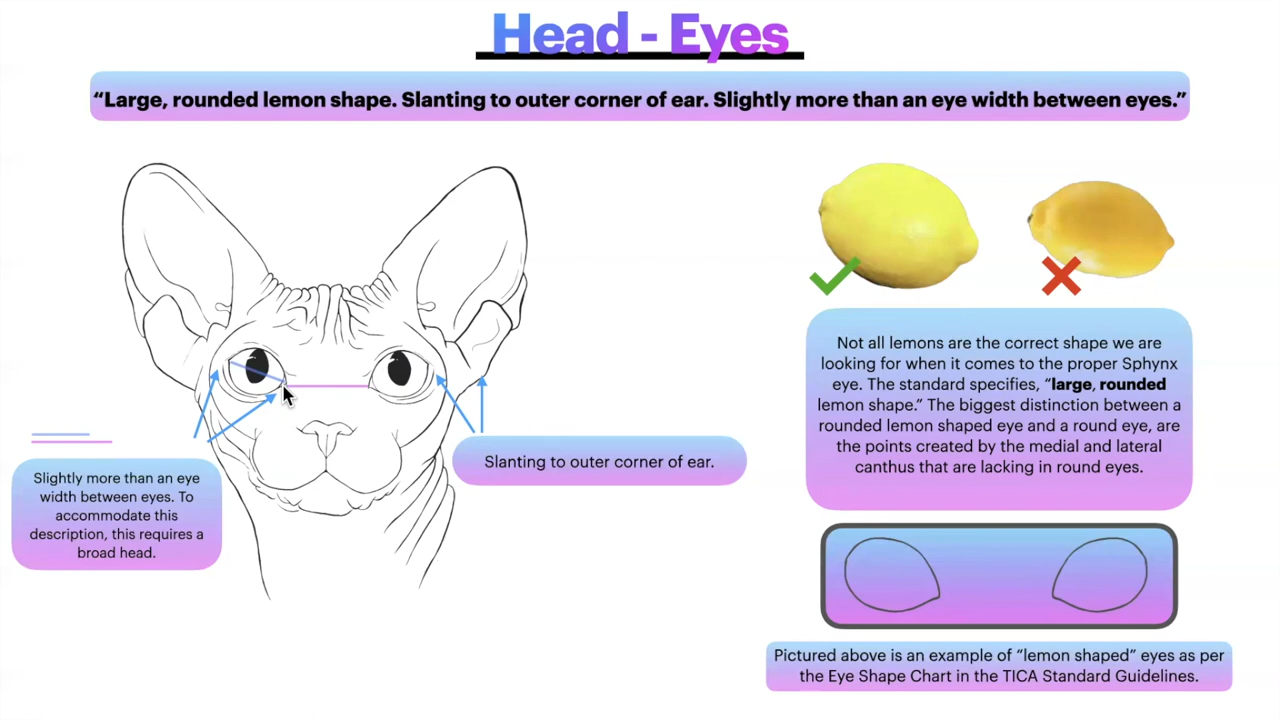 Head - Eyes
“Large, rounded lemon shape. Slanting to outer corner of ear. Slightly more than an eye width between eyes.”
Slightly more than an eye
width between eyes. To
accommodate this
description, this requires a
broad head.
Slanting to outer corner of ear.
Not all lemons are the correct shape we are
looking for when it comes to the proper Sphynx
eye. The standard specifies, “large, rounded
lemon shape.” The biggest distinction between a
rounded lemon shaped eye and a round eye, are
the points created by the medial and lateral
canthus that are lacking in round eyes.
Pictured above is an example of “lemon shaped” eyes as per
the Eye Shape Chart in the TICA Standard Guidelines.